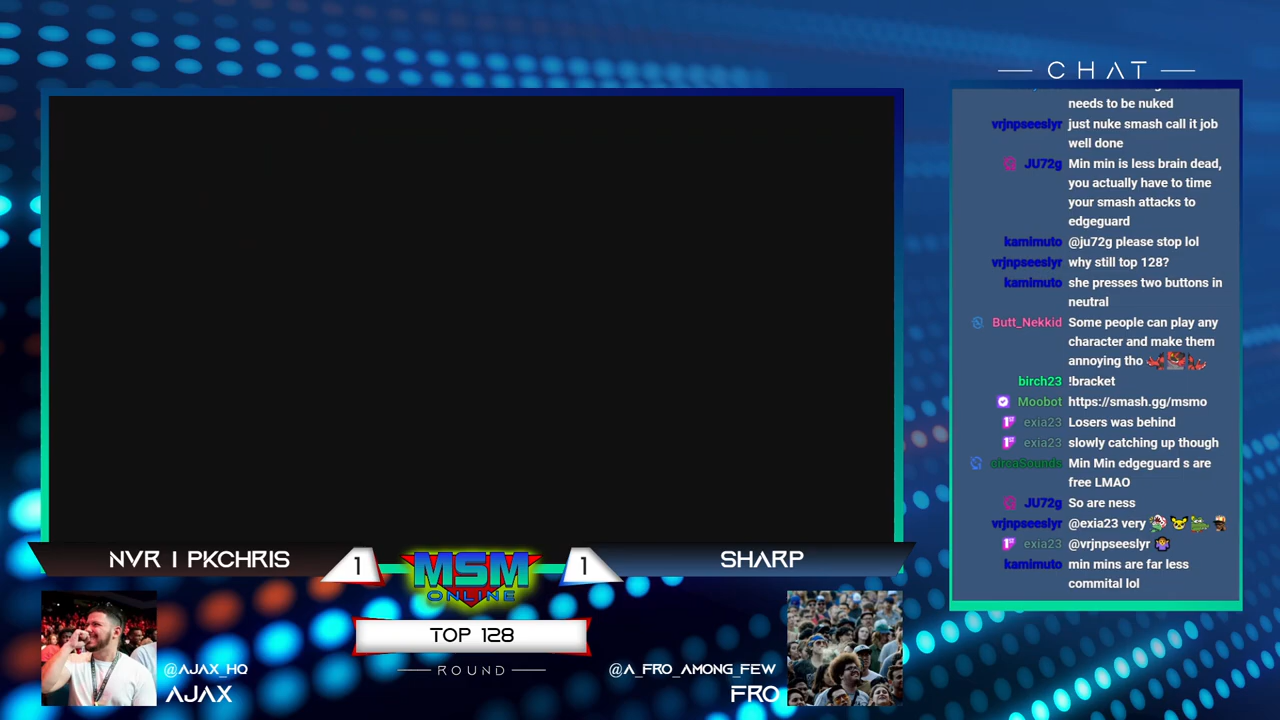 CHAT
needs to be nuked
vrjnpseeslyr just nuke smash call it job
well done
JU72g Min min is less brain dead,
you actually have to time
your smash attacks to
edgeguard
kamimuto @ju72g please stop lol
vrjnpseeslyr why still top 128?
kamimuto she presses two buttons in
neutral
Butt_Nekkid Some people can play any
character and make them
annoying tho
birch23 !bracket
Moobot https://smash.gg/msmo
exia23 Losers was behind
exia23 slowly catching up though
circaSounds Min Min edgeguard s are
free LMAO
JU72g So are ness
vrjnpseeslyr @exia23 very
exia23 @vrjnpseeslyr
kamimuto min mins are far less
commital lol
NVR | PKCHRIS 1 MSM ONLINE 1 SHARP
TOP 128
ROUND
@AJAX_HQ
AJAX
@A_FRO_AMONG_FEW
FRO